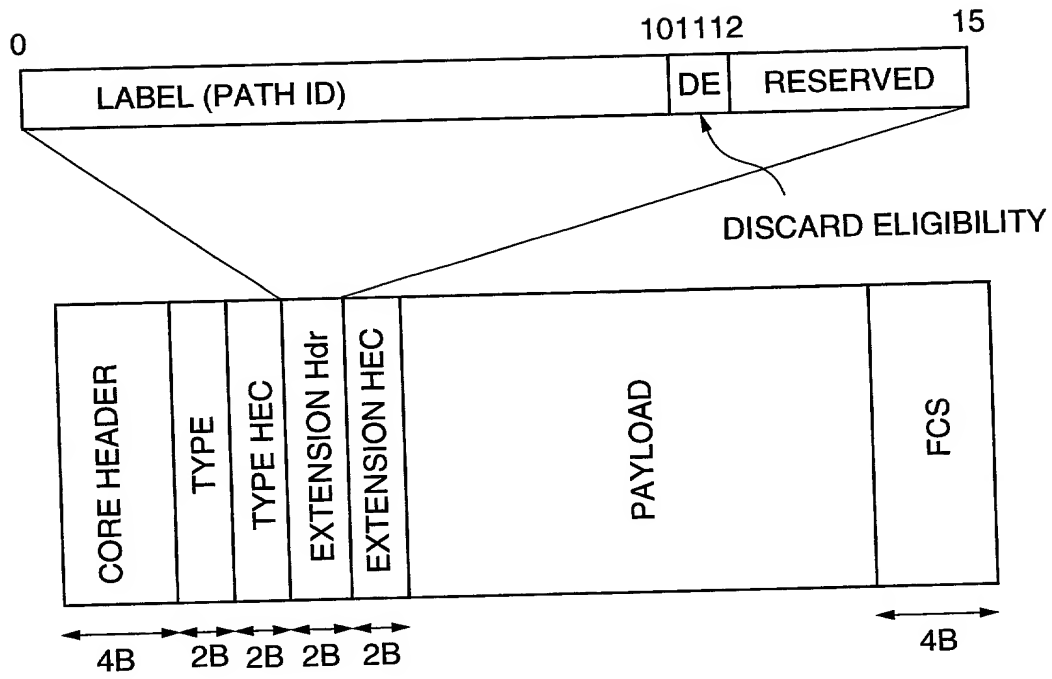 0 101112 15
LABEL (PATH ID) DE RESERVED
DISCARD ELIGIBILITY
CORE HEADER
TYPE
TYPE HEC
EXTENSION Hdr
EXTENSION HEC
PAYLOAD
FCS
4B 2B 2B 2B 2B 4B